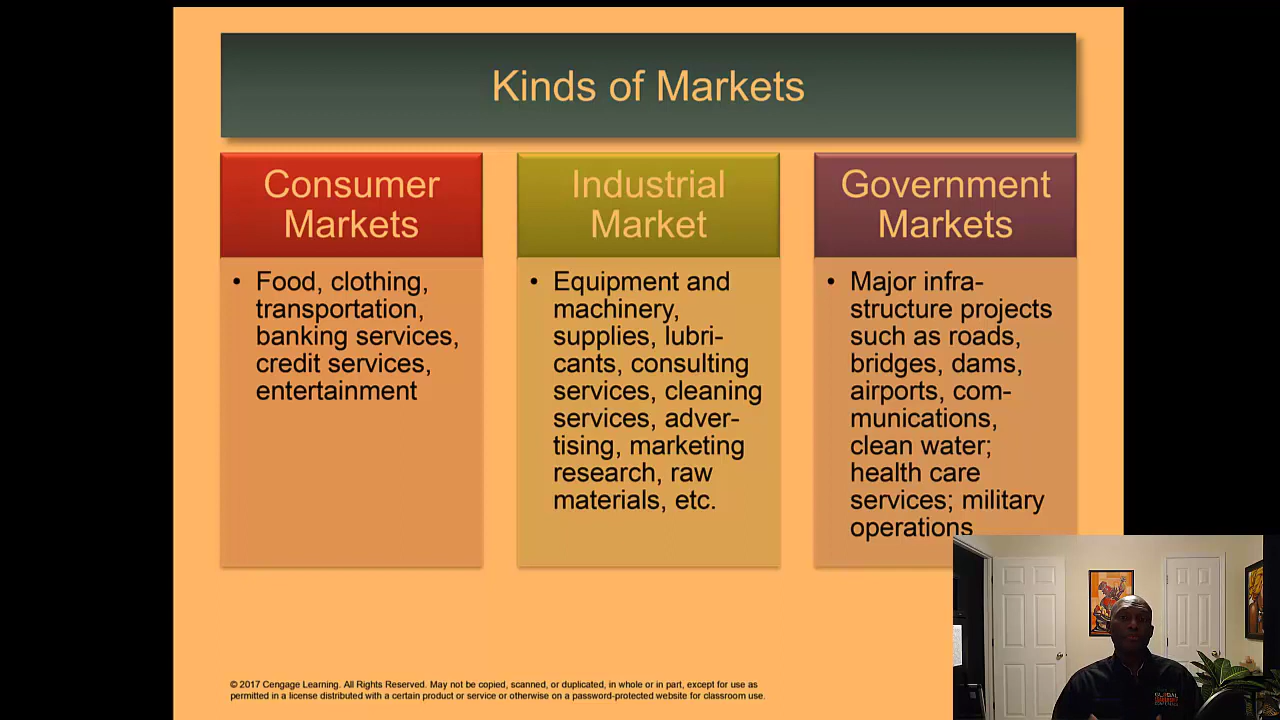 Kinds of Markets
Consumer
Markets
• Food, clothing,
transportation,
banking services,
credit services,
entertainment
Industrial
Market
• Equipment and
machinery,
supplies, lubri-
cants, consulting
services, cleaning
services, adver-
tising, marketing
research, raw
materials, etc.
Government
Markets
• Major infra-
structure projects
such as roads,
bridges, dams,
airports, com-
munications,
clean water;
health care
services; military
operations
© 2017 Cengage Learning. All Rights Reserved. May not be copied, scanned, or duplicated, in whole or in part, except for use as
permitted in a license distributed with a certain product or service or otherwise on a password-protected website for classroom use.
GLOBAL